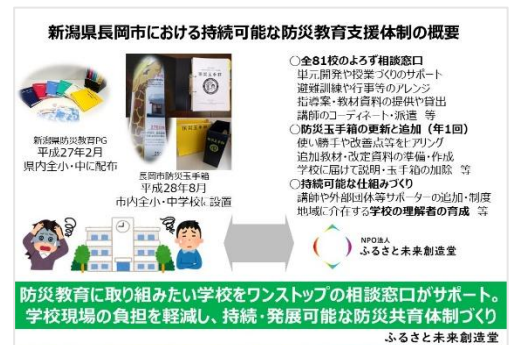 新潟県長岡市における持続可能な防災教育支援体制の概要
新潟県防災教育PG
平成27年2月
県内全小・中に配布
長岡市防災玉手箱
平成28年8月
市内全小・中学校に設置
○全81校のよろず相談窓口
単元開発や授業づくりのサポート
避難訓練や行事等のアレンジ
指導案・教材資料の提供や貸出
講師のコーディネート・派遣 等
○防災玉手箱の更新と追加（年1回）
使い勝手や改善点等をヒアリング
追加教材・改定資料の準備・作成
学校に届けて説明・玉手箱の加除 等
○持続可能な仕組みづくり
講師や外部団体等サポーターの追加・制度
地域に介在する学校の理解者の育成 等
NPO法人
ふるさと未来創造堂
防災教育に取り組みたい学校をワンストップの相談窓口がサポート。
学校現場の負担を軽減し、持続・発展可能な防災共育体制づくり
ふるさと未来創造堂